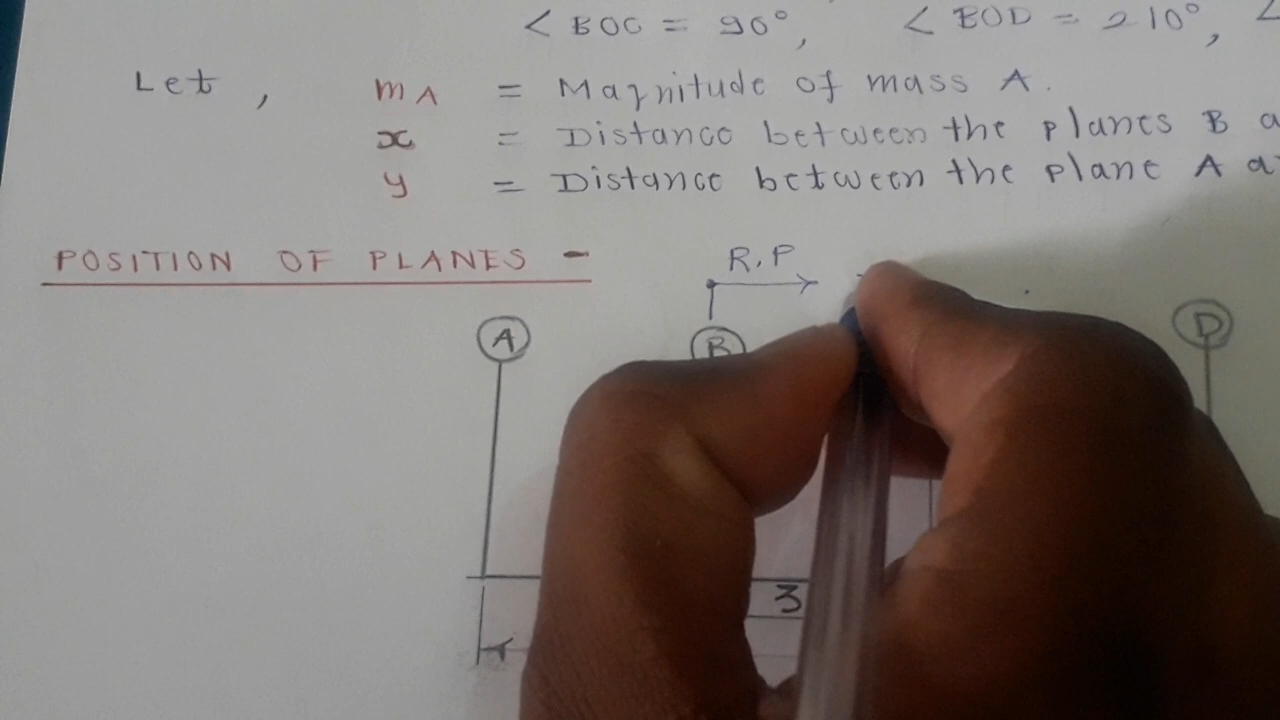 < BOC = 90°, < BOD = 210°, <
Let, mA = Magnitude of mass A.
x = Distance between the planes B a
y = Distance between the plane A a
POSITION OF PLANES -
R.P
A B D
3